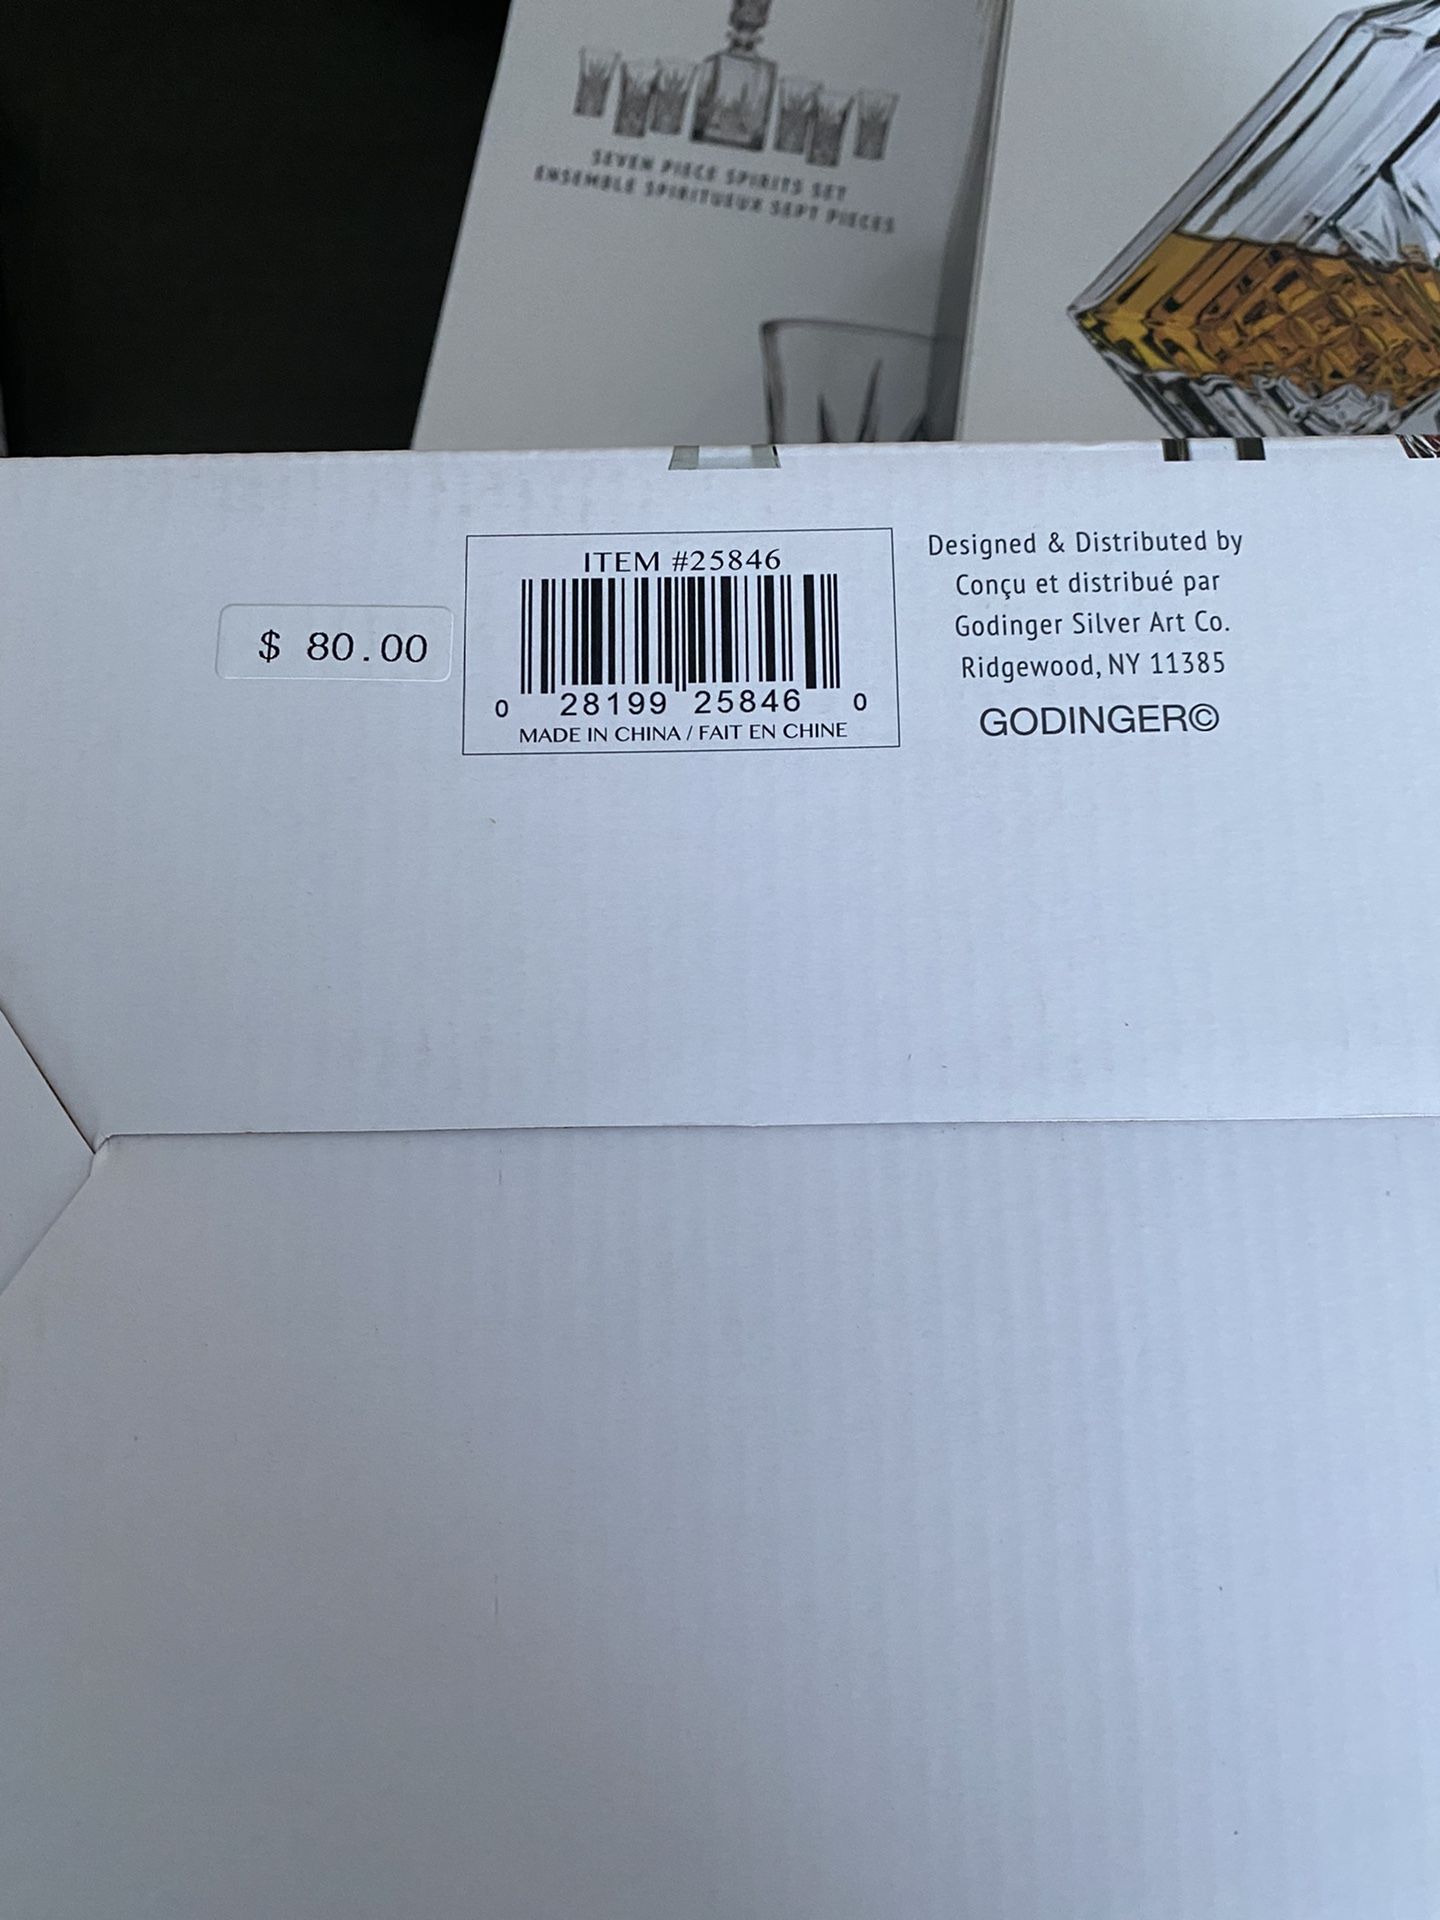 SEVEN PIECE SPIRITS SET
ENSEMBLE SPIRITUEUX SEPT PIECES
$ 80.00
ITEM #25846
0 28199 25846 0
MADE IN CHINA / FAIT EN CHINE
Designed & Distributed by
Conçu et distribué par
Godinger Silver Art Co.
Ridgewood, NY 11385
GODINGER©